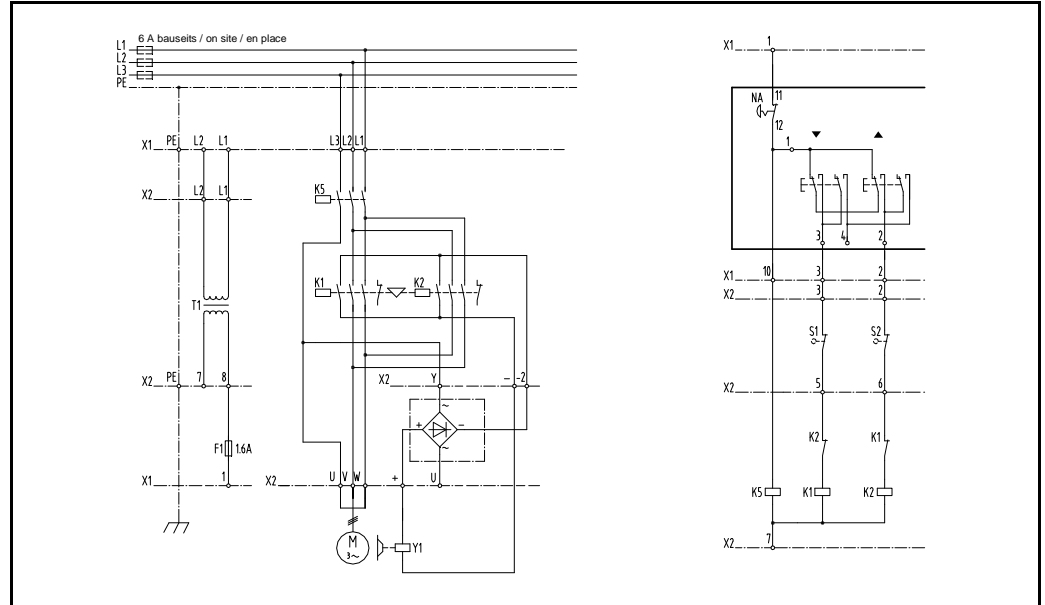 6 A bauseits / on site / en place
L1
L2
L3
PE
X1 PE L2 L1 L3 L2 L1
X2 L2 L1
K5
K1 K2
T1
X2 PE 7 8
X2 Y - -2
~
+ -
~
F1 1.6A
X1 1
X2 U V W + U
M
3~
Y1
X1 1
NA 11
12
1
3 4 2
X1 10 3 2
X2 3 2
S1 S2
X2 5 6
K2 K1
K5 K1 K2
X2 7